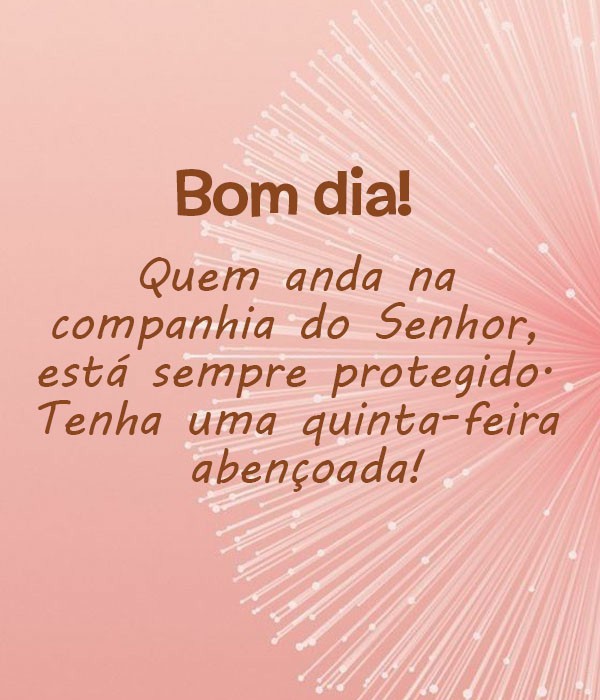 Bom dia!
Quem anda na
companhia do Senhor,
está sempre protegido.
Tenha uma quinta-feira
abençoada!